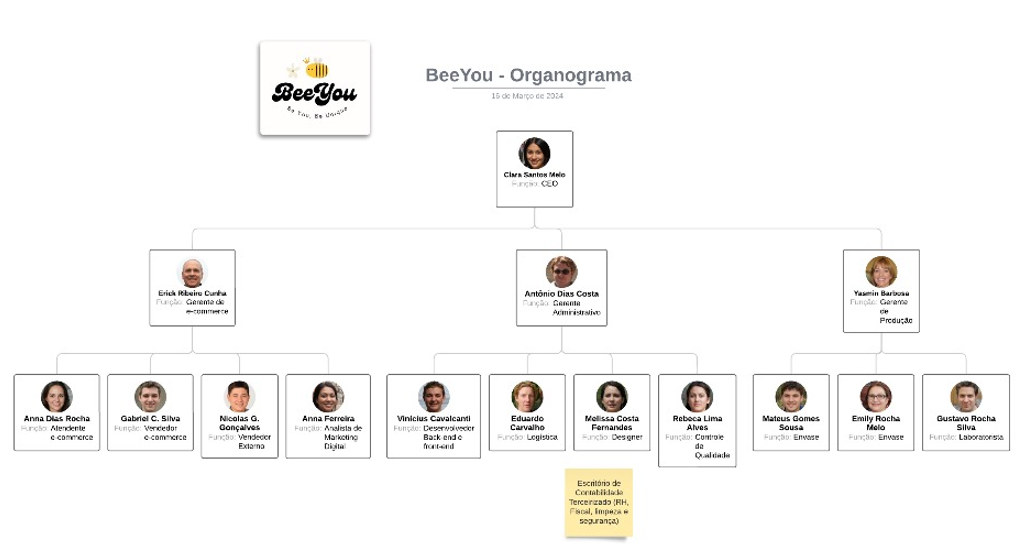 BeeYou
Be You, Be Unique
BeeYou - Organograma
16 de Março de 2024
Clara Santos Melo
Função: CEO
Erick Ribeiro Cunha
Função: Gerente de
e-commerce
Antônio Dias Costa
Função: Gerente
Administrativo
Yasmin Barbosa
Função: Gerente
de
Produção
Anna Dias Rocha
Função: Atendente
e-commerce
Gabriel C. Silva
Função: Vendedor
e-commerce
Nicolas G.
Gonçalves
Função: Vendedor
Externo
Anna Ferreira
Função: Analista de
Marketing
Digital
Vinicius Cavalcanti
Função: Desenvolvedor
Back-end e
front-end
Eduardo
Carvalho
Função: Logística
Melissa Costa
Fernandes
Função: Designer
Rebeca Lima
Alves
Função: Controle
de
Qualidade
Mateus Gomes
Sousa
Função: Envase
Emily Rocha
Melo
Função: Envase
Gustavo Rocha
Silva
Função: Laboratorista
Escritório de
Contabilidade
Terceirizado (RH,
Fiscal, limpeza e
segurança)